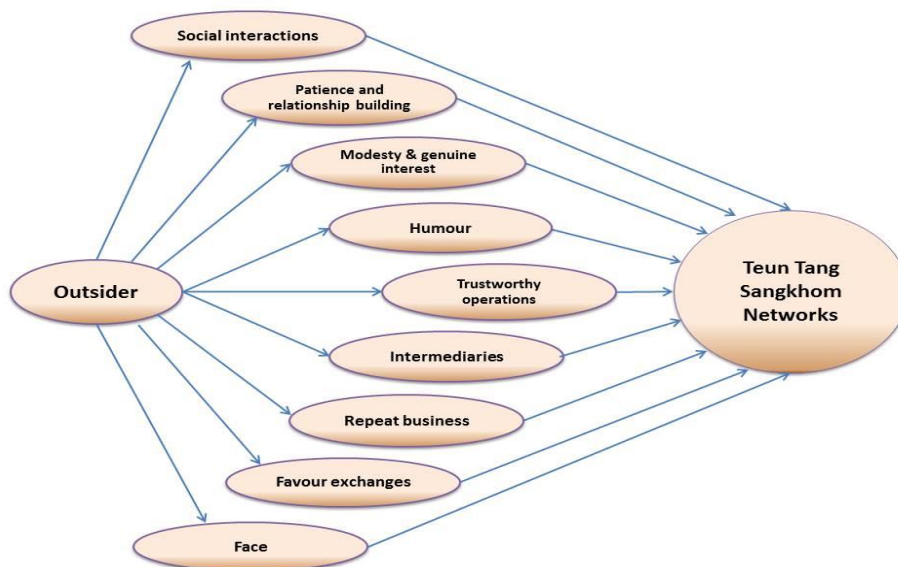 Social interactions
Patience and
relationship building
Modesty & genuine
interest
Humour
Outsider
Trustworthy
operations
Teun Tang
Sangkhom
Networks
Intermediaries
Repeat business
Favour exchanges
Face